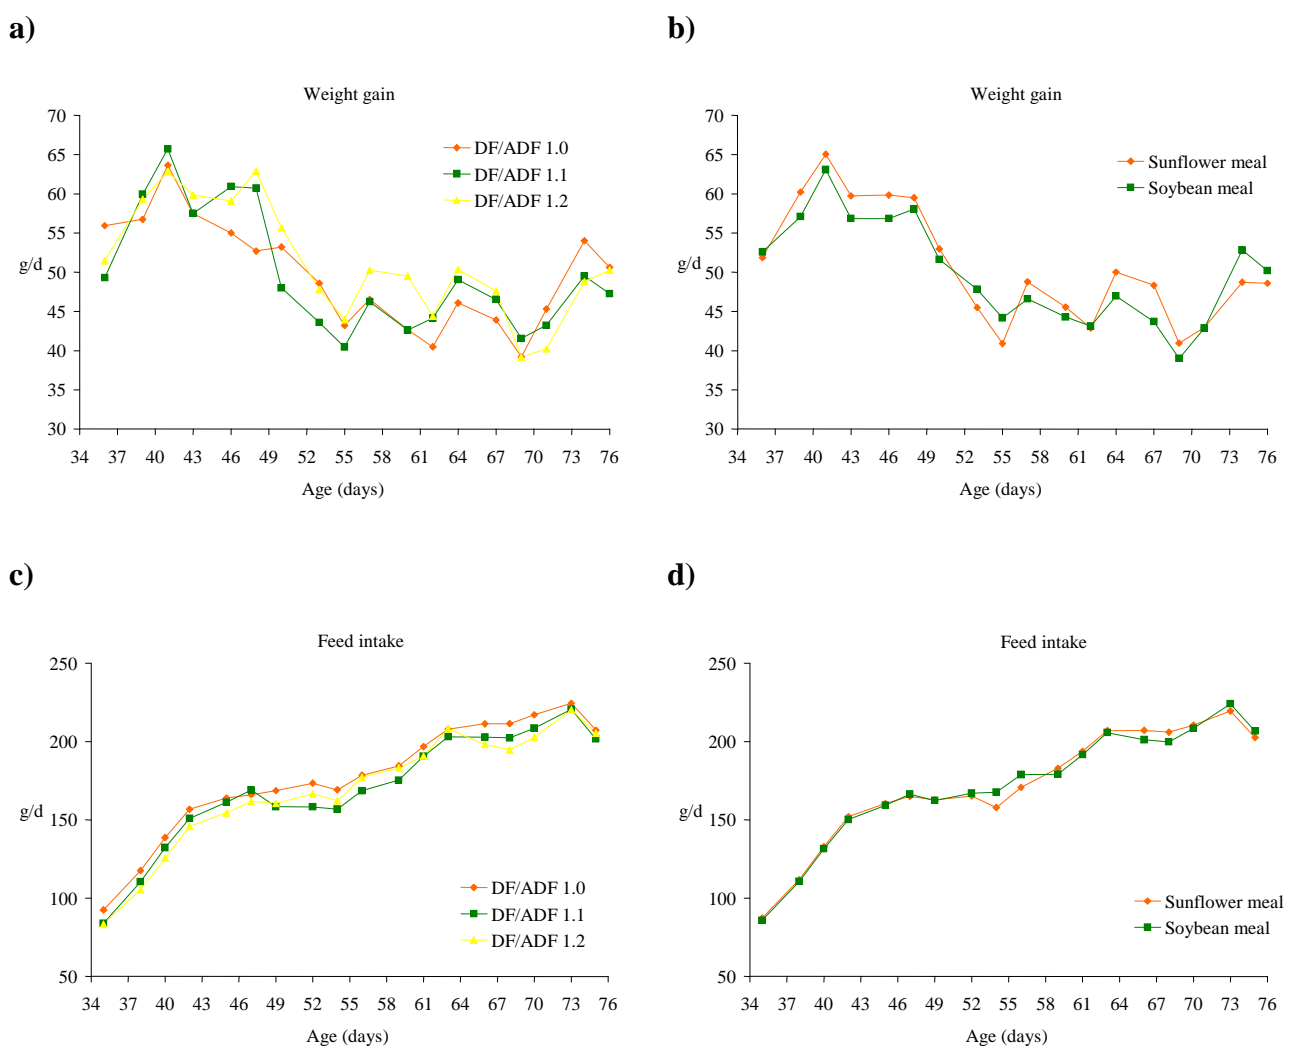 a)
Weight gain
70
65
60
55
50
45
40
35
30
g/d
DF/ADF 1.0
DF/ADF 1.1
DF/ADF 1.2
34 37 40 43 46 49 52 55 58 61 64 67 70 73 76
Age (days)
b)
Weight gain
70
65
60
55
50
45
40
35
30
g/d
Sunflower meal
Soybean meal
34 37 40 43 46 49 52 55 58 61 64 67 70 73 76
Age (days)
c)
Feed intake
250
200
150
100
50
g/d
DF/ADF 1.0
DF/ADF 1.1
DF/ADF 1.2
34 37 40 43 46 49 52 55 58 61 64 67 70 73 76
Age (days)
d)
Feed intake
250
200
150
100
50
g/d
Sunflower meal
Soybean meal
34 37 40 43 46 49 52 55 58 61 64 67 70 73 76
Age (days)